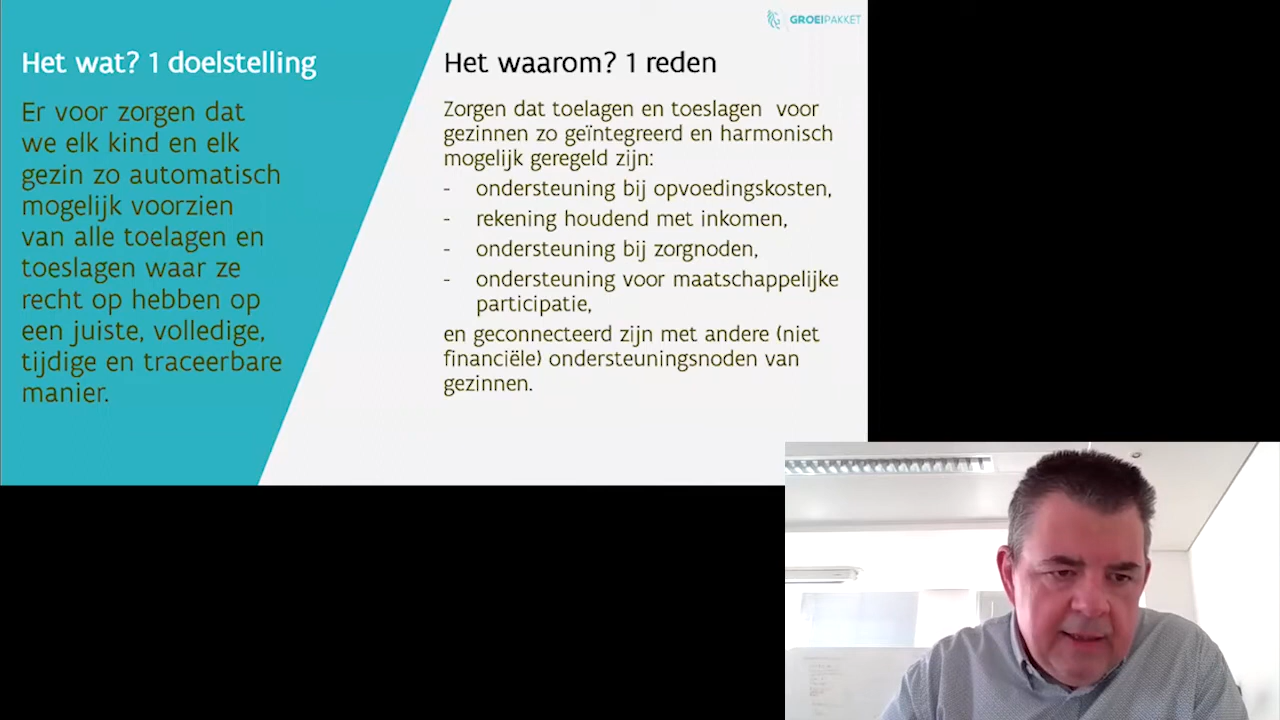 GROEIPAKKET
Het wat? 1 doelstelling
Er voor zorgen dat
we elk kind en elk
gezin zo automatisch
mogelijk voorzien
van alle toelagen en
toeslagen waar ze
recht op hebben op
een juiste, volledige,
tijdige en traceerbare
manier.
Het waarom? 1 reden
Zorgen dat toelagen en toeslagen voor
gezinnen zo geïntegreerd en harmonisch
mogelijk geregeld zijn:
- ondersteuning bij opvoedingskosten,
- rekening houdend met inkomen,
- ondersteuning bij zorgnoden,
- ondersteuning voor maatschappelijke
participatie,
en geconnecteerd zijn met andere (niet
financiële) ondersteuningsnoden van
gezinnen.